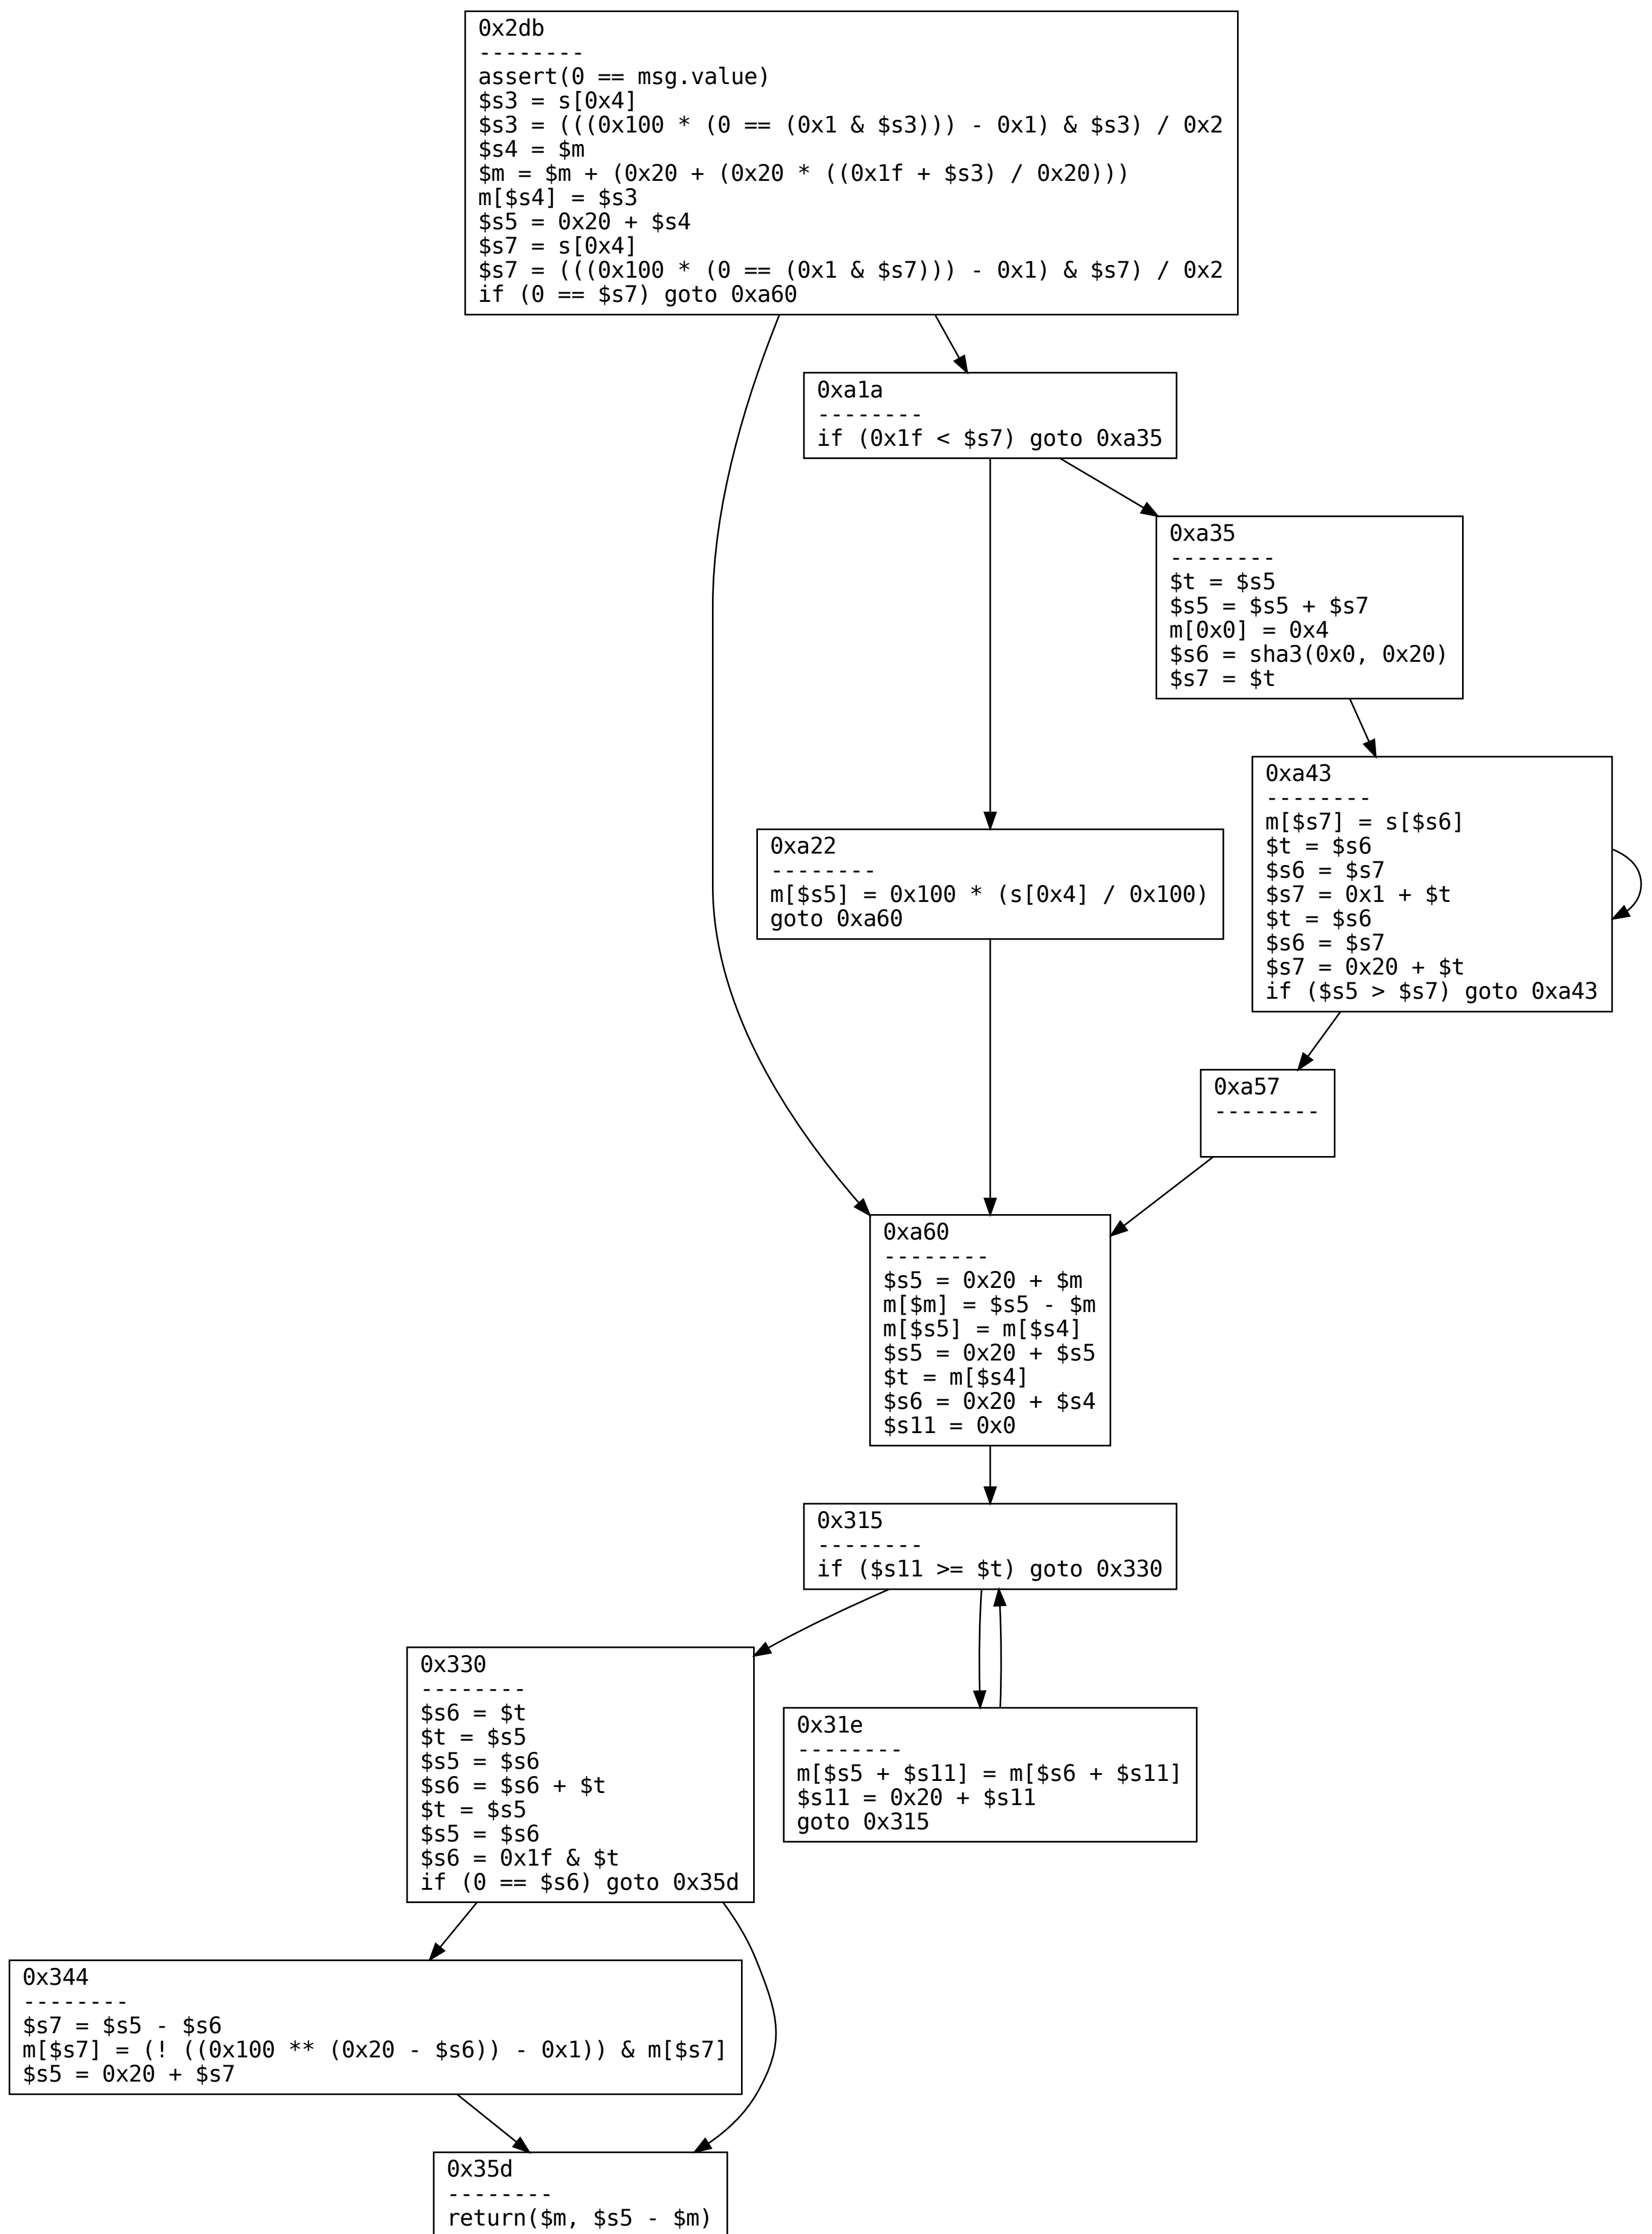 0x2db
--------
assert(0 == msg.value)
$s3 = s[0x4]
$s3 = (((0x100 * (0 == (0x1 & $s3))) - 0x1) & $s3) / 0x2
$s4 = $m
$m = $m + (0x20 + (0x20 * ((0x1f + $s3) / 0x20)))
m[$s4] = $s3
$s5 = 0x20 + $s4
$s7 = s[0x4]
$s7 = (((0x100 * (0 == (0x1 & $s7))) - 0x1) & $s7) / 0x2
if (0 == $s7) goto 0xa60
0xa1a
--------
if (0x1f < $s7) goto 0xa35
0xa35
--------
$t = $s5
$s5 = $s5 + $s7
m[0x0] = 0x4
$s6 = sha3(0x0, 0x20)
$s7 = $t
0xa43
--------
m[$s7] = s[$s6]
$t = $s6
$s6 = $s7
$s7 = 0x1 + $t
$t = $s6
$s6 = $s7
$s7 = 0x20 + $t
if ($s5 > $s7) goto 0xa43
0xa22
--------
m[$s5] = 0x100 * (s[0x4] / 0x100)
goto 0xa60
0xa57
--------
0xa60
--------
$s5 = 0x20 + $m
m[$m] = $s5 - $m
m[$s5] = m[$s4]
$s5 = 0x20 + $s5
$t = m[$s4]
$s6 = 0x20 + $s4
$s11 = 0x0
0x315
--------
if ($s11 >= $t) goto 0x330
0x330
--------
$s6 = $t
$t = $s5
$s5 = $s6
$s6 = $s6 + $t
$t = $s5
$s5 = $s6
$s6 = 0x1f & $t
if (0 == $s6) goto 0x35d
0x31e
--------
m[$s5 + $s11] = m[$s6 + $s11]
$s11 = 0x20 + $s11
goto 0x315
0x344
--------
$s7 = $s5 - $s6
m[$s7] = (! ((0x100 ** (0x20 - $s6)) - 0x1)) & m[$s7]
$s5 = 0x20 + $s7
0x35d
--------
return($m, $s5 - $m)